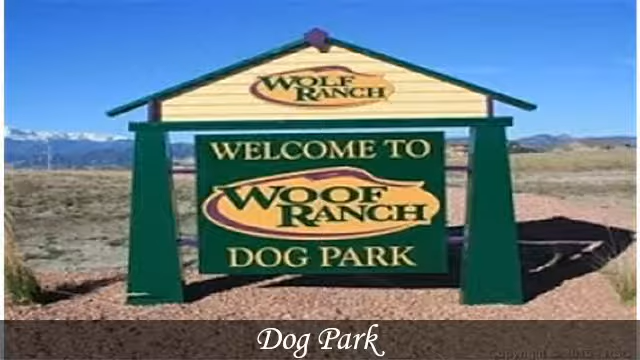 WOLF
RANCH
WELCOME TO
WOOF
RANCH
DOG PARK
Dog Park